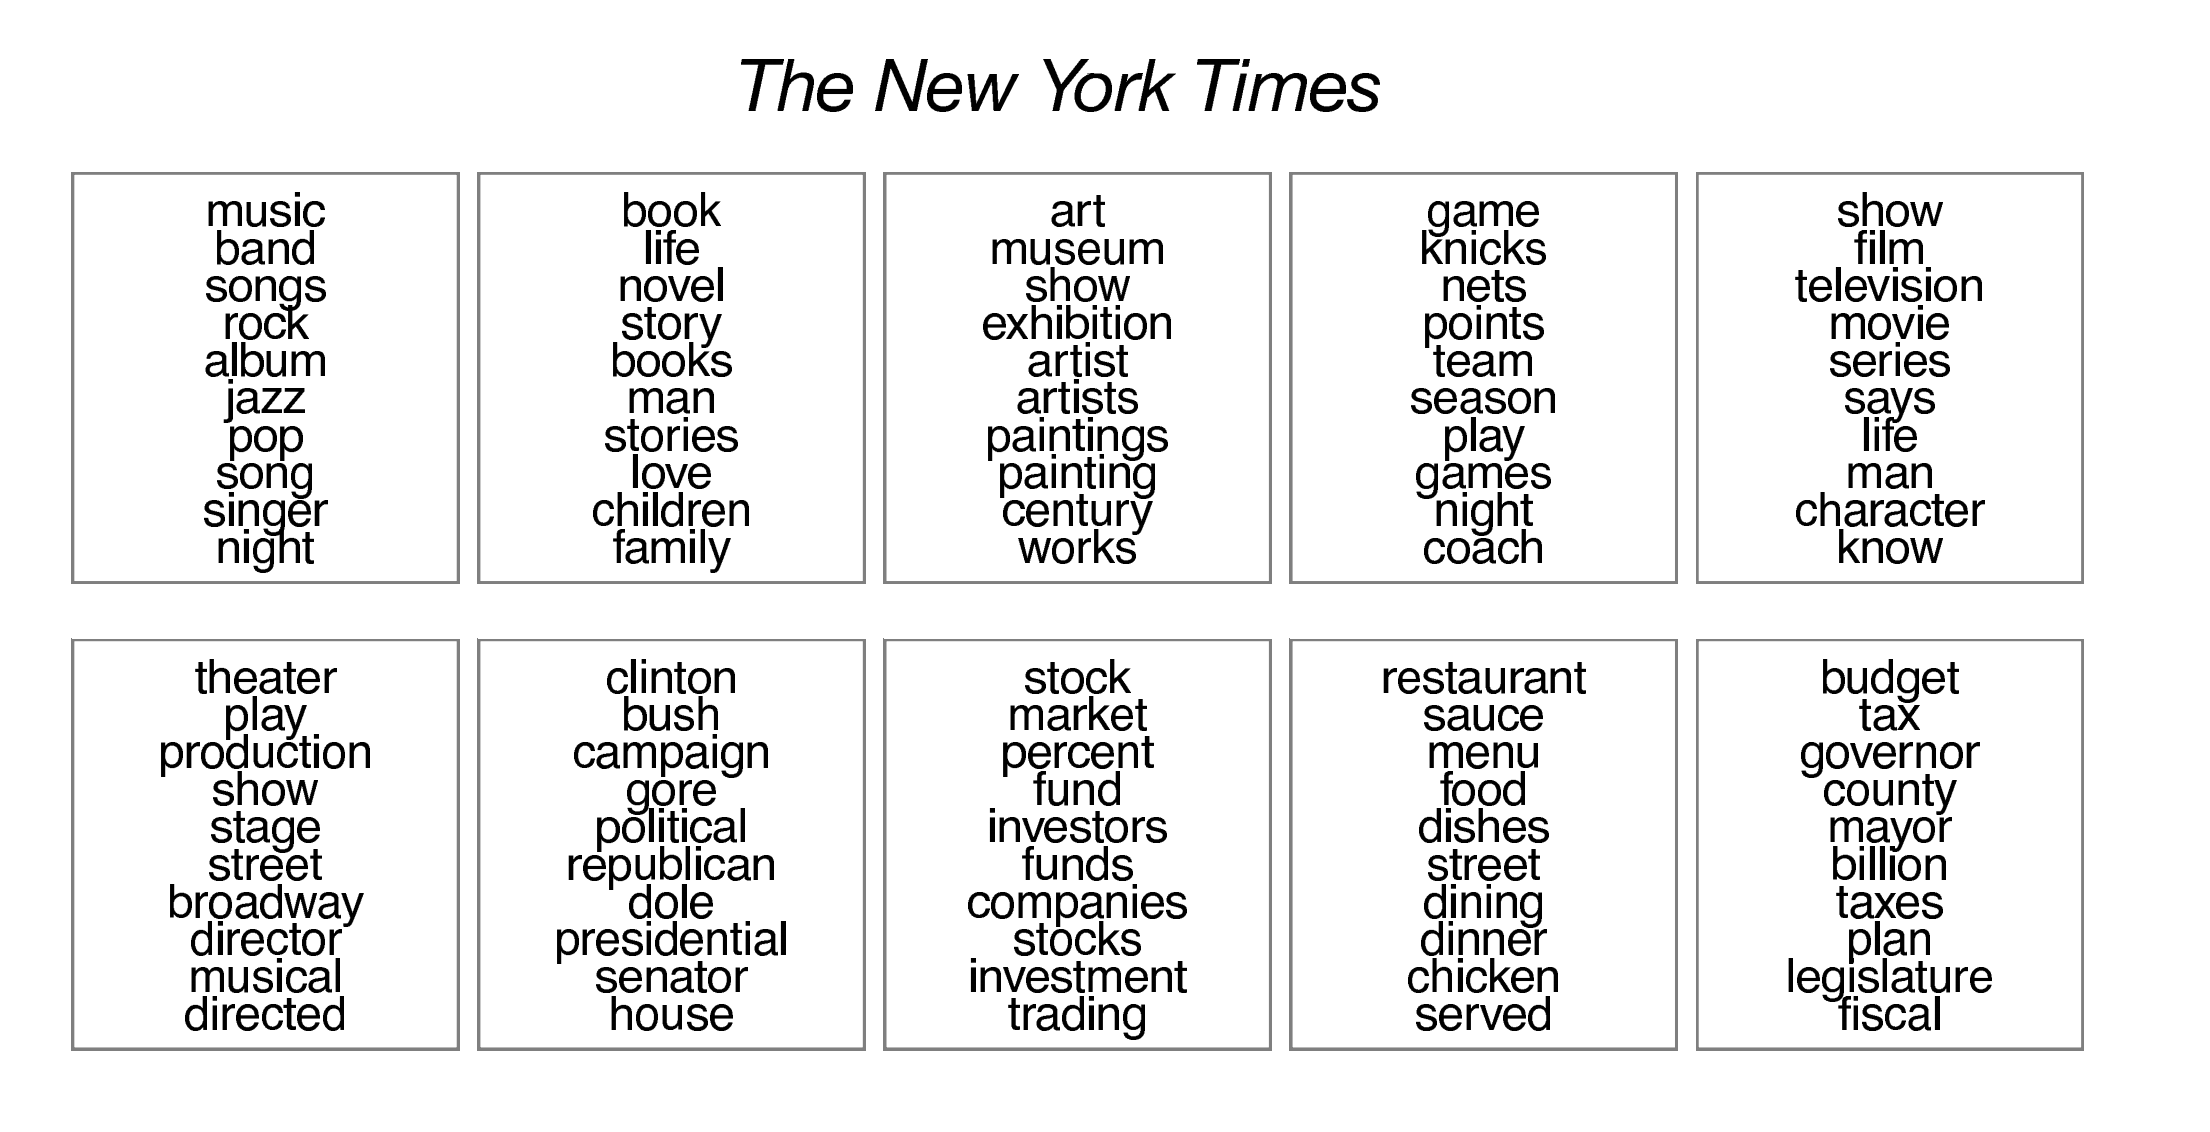 The New York Times
music
band
songs
rock
album
jazz
pop
song
singer
night
book
life
novel
story
books
man
stories
love
children
family
art
museum
show
exhibition
artist
artists
paintings
painting
century
works
game
knicks
nets
points
team
season
play
games
night
coach
show
film
television
movie
series
says
life
man
character
know
theater
play
production
show
stage
street
broadway
director
musical
directed
clinton
bush
campaign
gore
political
republican
dole
presidential
senator
house
stock
market
percent
fund
investors
funds
companies
stocks
investment
trading
restaurant
sauce
menu
food
dishes
street
dining
dinner
chicken
served
budget
tax
governor
county
mayor
billion
taxes
plan
legislature
fiscal